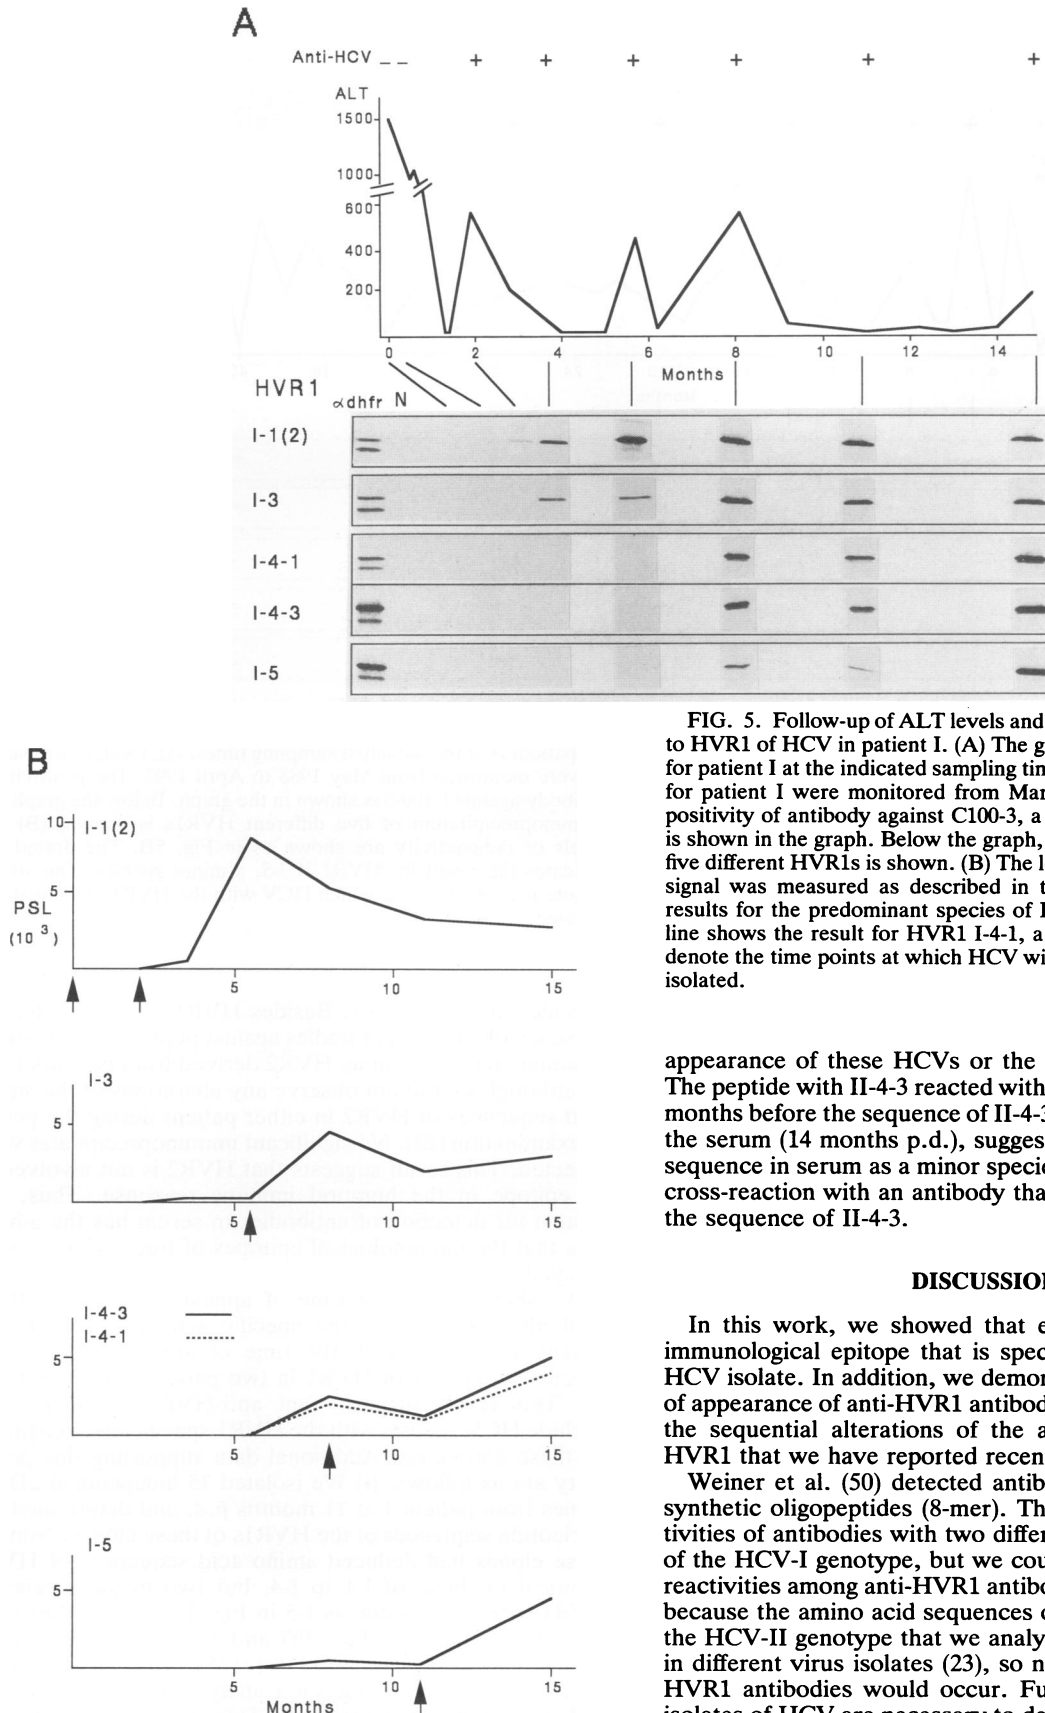 A
Anti-HCV _ _ + + + + + +
ALT
1500
1000
600
400
200
0 2 4 6 8 10 12 14
Months
HVR1
αdhfr N
I-1(2)
I-3
I-4-1
I-4-3
I-5
FIG. 5. Follow-up of ALT levels and
to HVR1 of HCV in patient I. (A) The g
for patient I at the indicated sampling tim
for patient I were monitored from Mar
positivity of antibody against C100-3, a
is shown in the graph. Below the graph,
five different HVR1s is shown. (B) The l
signal was measured as described in t
results for the predominant species of I
line shows the result for HVR1 I-4-1, a
denote the time points at which HCV wi
isolated.
B
10
I-1(2)
5
PSL
(10 3)
5 10 15
I-3
5
5 10 15
I-4-3
I-4-1
5
5 10 15
I-5
5
5 10 15
Months
appearance of these HCVs or the
The peptide with II-4-3 reacted with
months before the sequence of II-4-3
the serum (14 months p.d.), sugges
sequence in serum as a minor specie
cross-reaction with an antibody tha
the sequence of II-4-3.
DISCUSSION
In this work, we showed that e
immunological epitope that is spec
HCV isolate. In addition, we demon
of appearance of anti-HVR1 antibod
the sequential alterations of the a
HVR1 that we have reported recen
Weiner et al. (50) detected antib
synthetic oligopeptides (8-mer). Th
tivities of antibodies with two differ
of the HCV-I genotype, but we cou
reactivities among anti-HVR1 antibo
because the amino acid sequences o
the HCV-II genotype that we analy
in different virus isolates (23), so n
HVR1 antibodies would occur. Fu
isolates of HCV are necessary to de